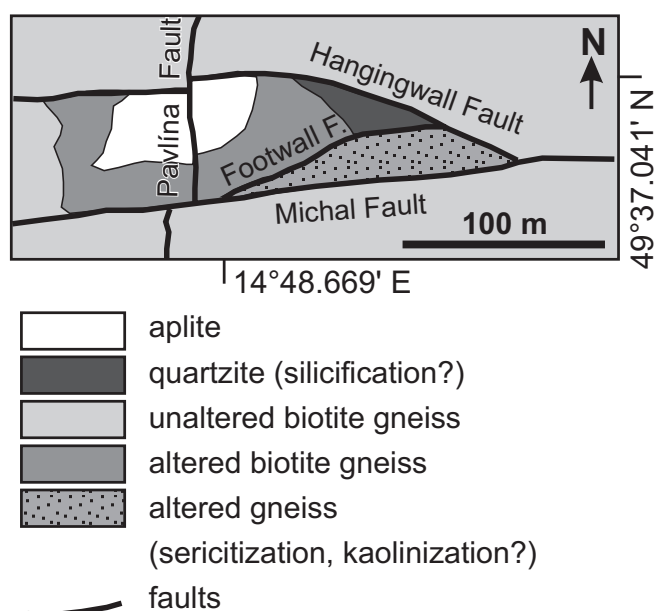 N
Hangingwall Fault
Pavlína Fault
Footwall F.
Michal Fault
100 m
49°37.041' N
14°48.669' E
aplite
quartzite (silicification?)
unaltered biotite gneiss
altered biotite gneiss
altered gneiss
(sericitization, kaolinization?)
faults